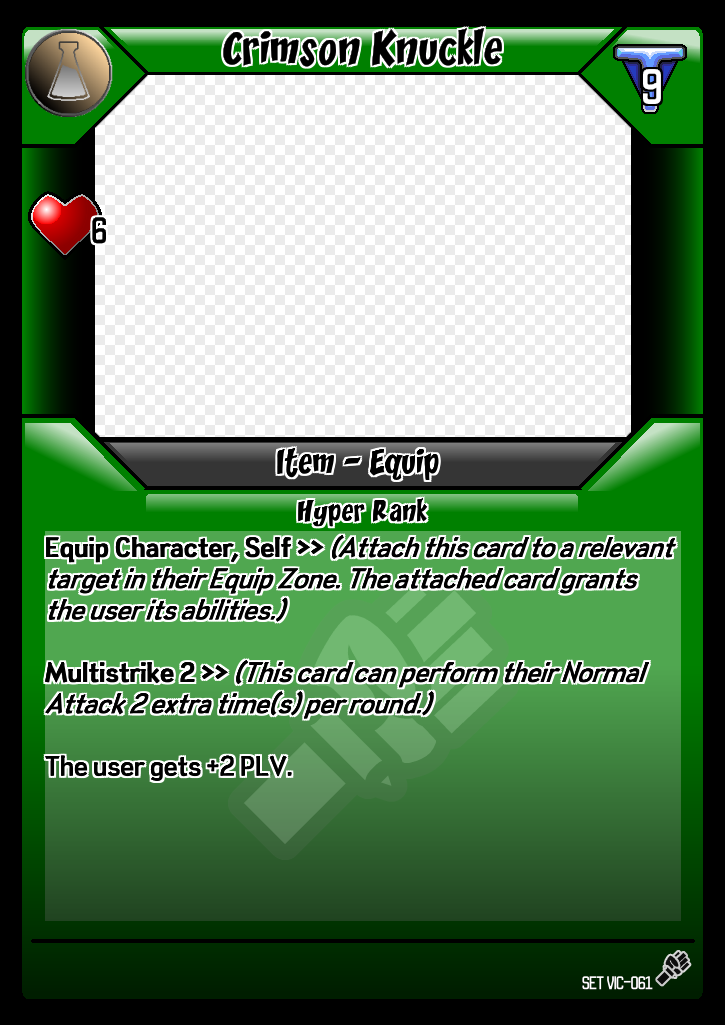 Crimson Knuckle
9
6
Item - Equip
Hyper Rank
Equip Character, Self >> (Attach this card to a relevant
target in their Equip Zone. The attached card grants
the user its abilities.)
Multistrike 2 >> (This card can perform their Normal
Attack 2 extra time(s) per round.)
The user gets +2 PLV.
SET VIC-061